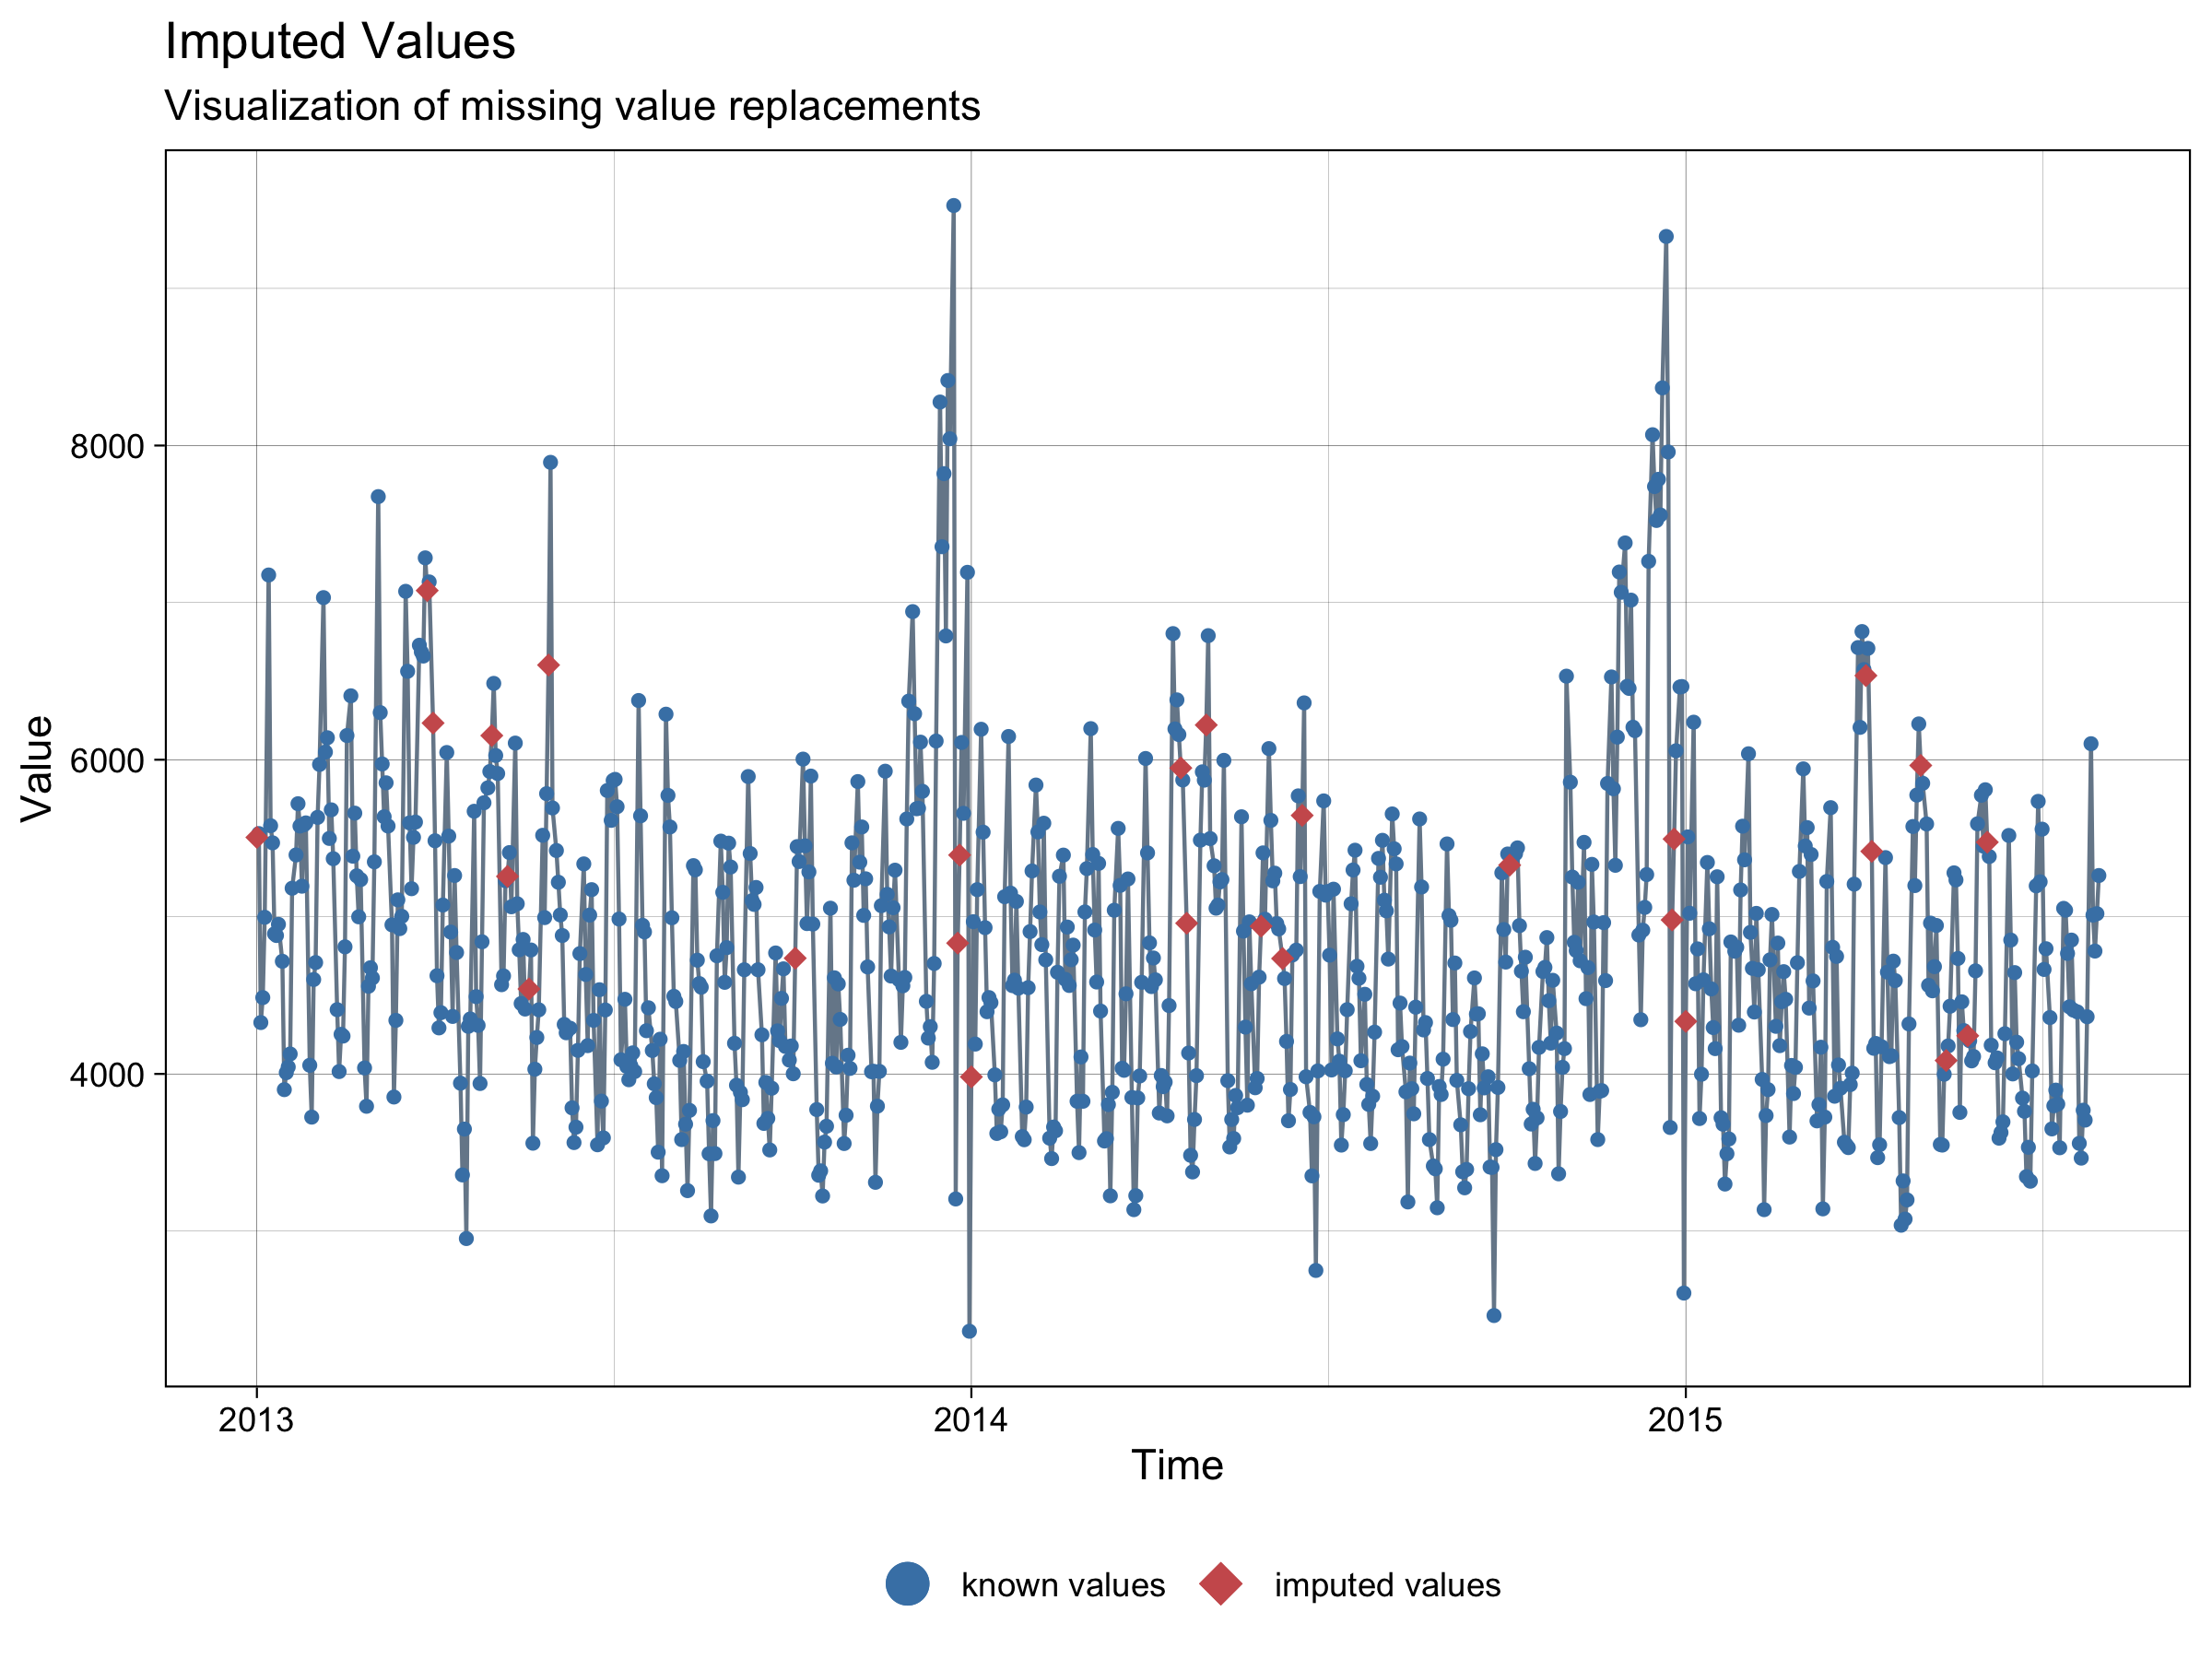 Imputed Values
Visualization of missing value replacements
8000
6000
4000
Value
2013 2014 2015
Time
known values imputed values